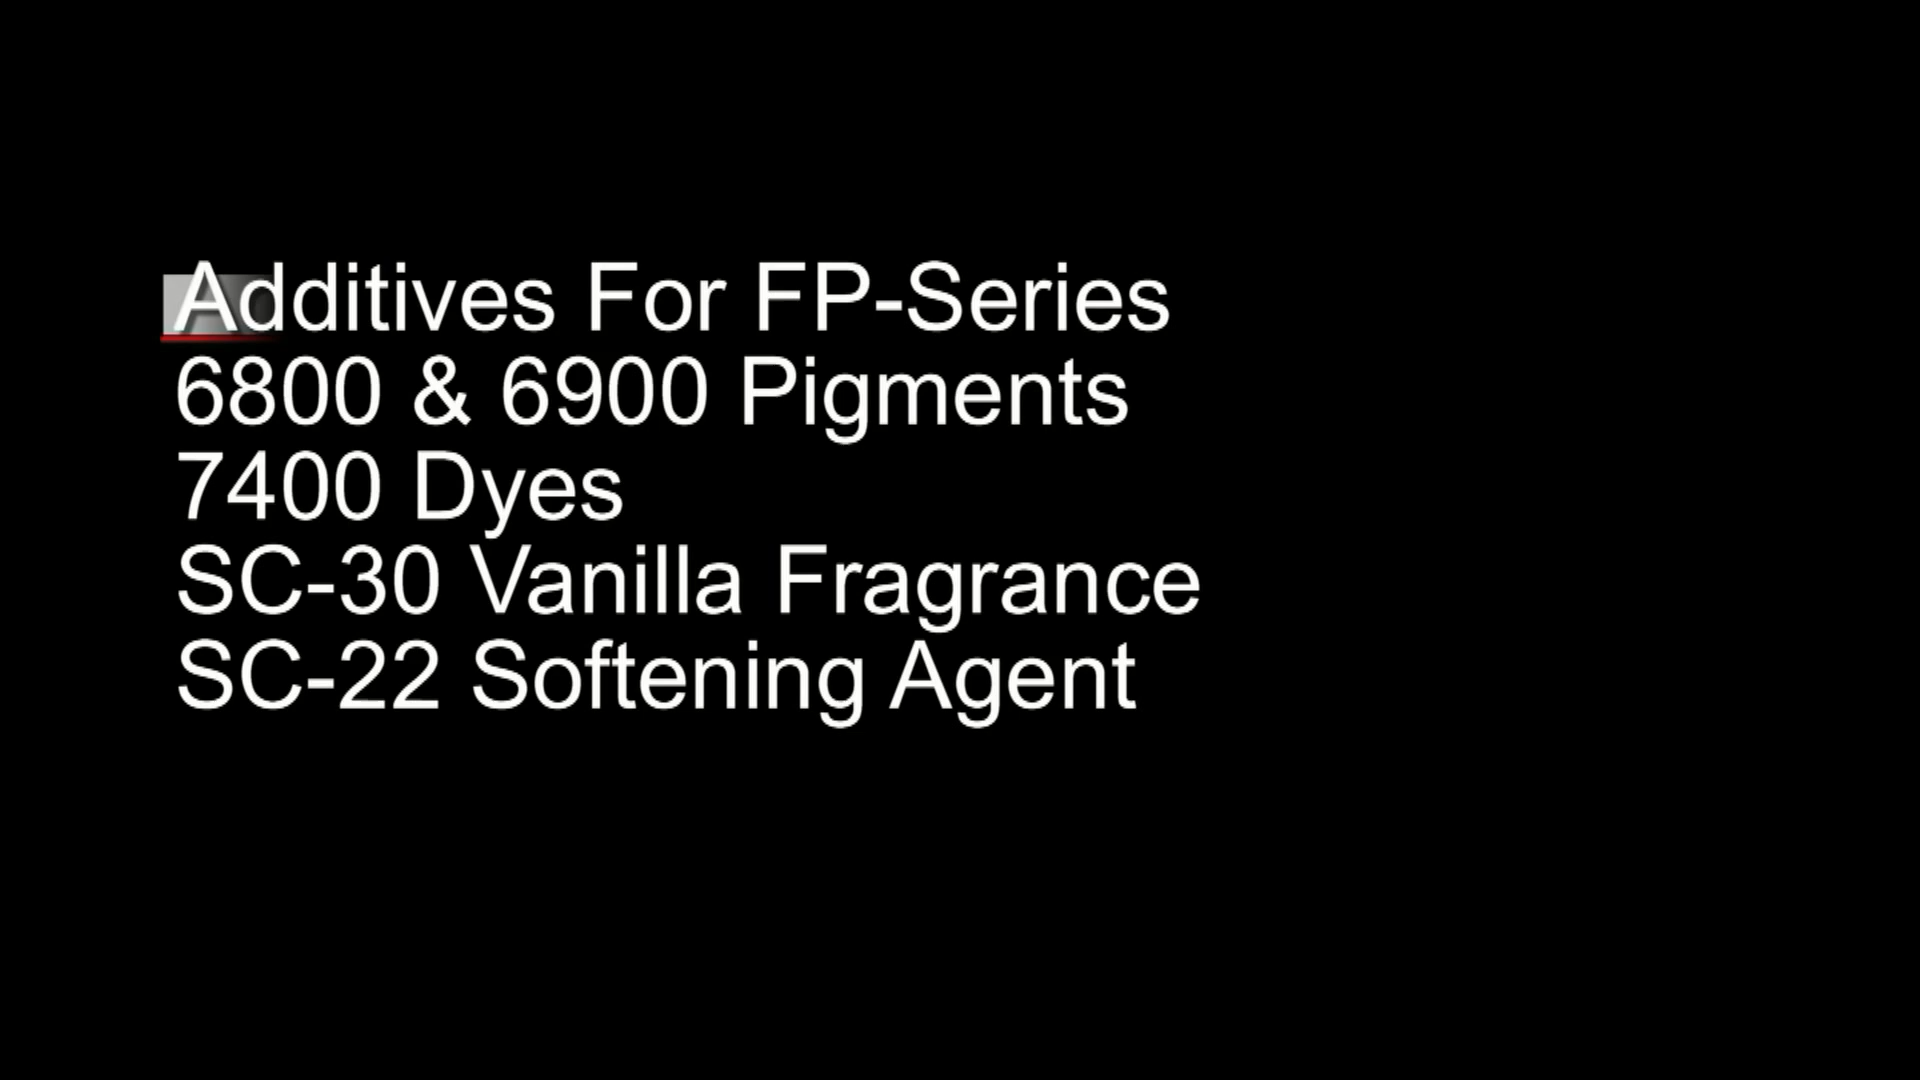 Additives For FP-Series
6800 & 6900 Pigments
7400 Dyes
SC-30 Vanilla Fragrance
SC-22 Softening Agent